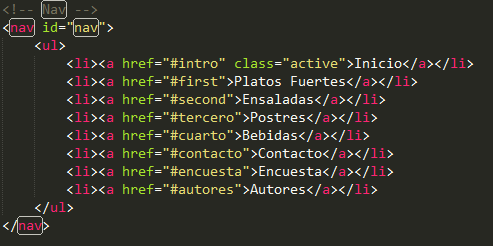 <!-- Nav -->
<nav id="nav">
<ul>
<li><a href="#intro" class="active">Inicio</a></li>
<li><a href="#first">Platos Fuertes</a></li>
<li><a href="#second">Ensaladas</a></li>
<li><a href="#tercero">Postres</a></li>
<li><a href="#cuarto">Bebidas</a></li>
<li><a href="#contacto">Contacto</a></li>
<li><a href="#encuesta">Encuesta</a></li>
<li><a href="#autores">Autores</a></li>
</ul>
</nav>